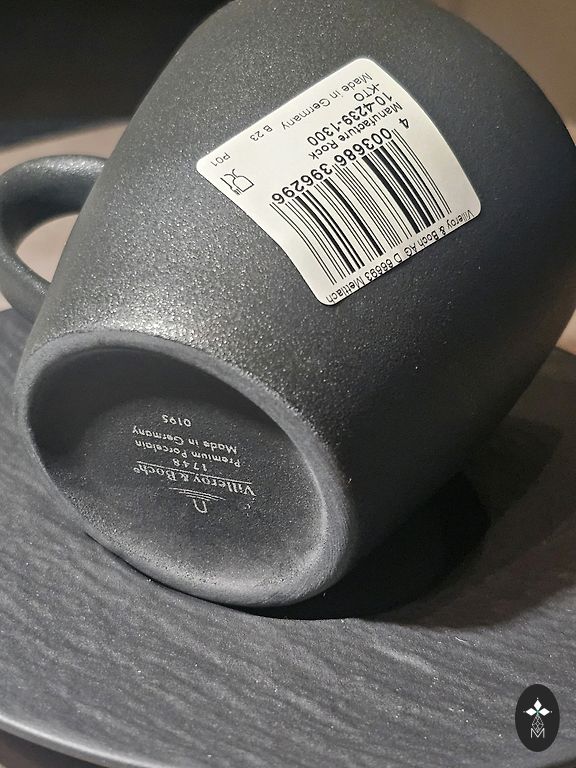 Villeroy & Boch AG D 66693 Mettlach
4 003686 396296
Manufacture Rock
10-4239-1300
-KTO
Made in Germany B 23
P01
Villeroy & Boch®
1748
Premium Porcelain
Made in Germany
0195
M